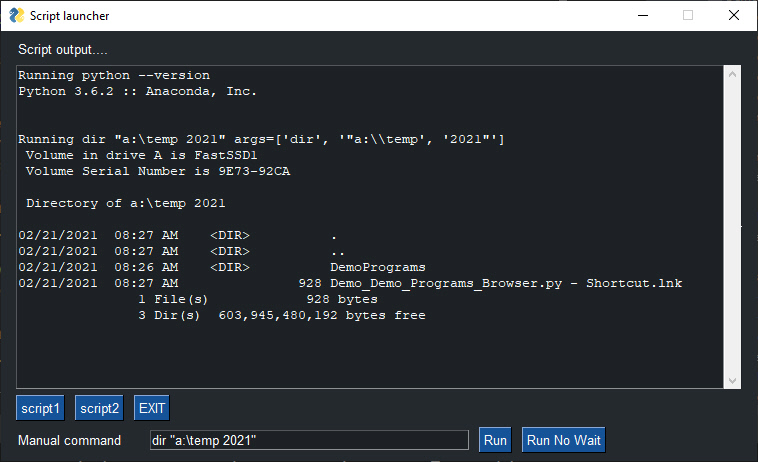 Script launcher
Script output....
Running python --version
Python 3.6.2 :: Anaconda, Inc.
Running dir "a:\temp 2021" args=['dir', '"a:\\temp', '2021"']
Volume in drive A is FastSSD1
Volume Serial Number is 9E73-92CA
Directory of a:\temp 2021
02/21/2021  08:27 AM    <DIR>          .
02/21/2021  08:27 AM    <DIR>          ..
02/21/2021  08:26 AM    <DIR>          DemoPrograms
02/21/2021  08:27 AM               928 Demo_Demo_Programs_Browser.py - Shortcut.lnk
1 File(s)            928 bytes
3 Dir(s)  603,945,480,192 bytes free
script1 script2 EXIT
Manual command dir "a:\temp 2021" Run Run No Wait